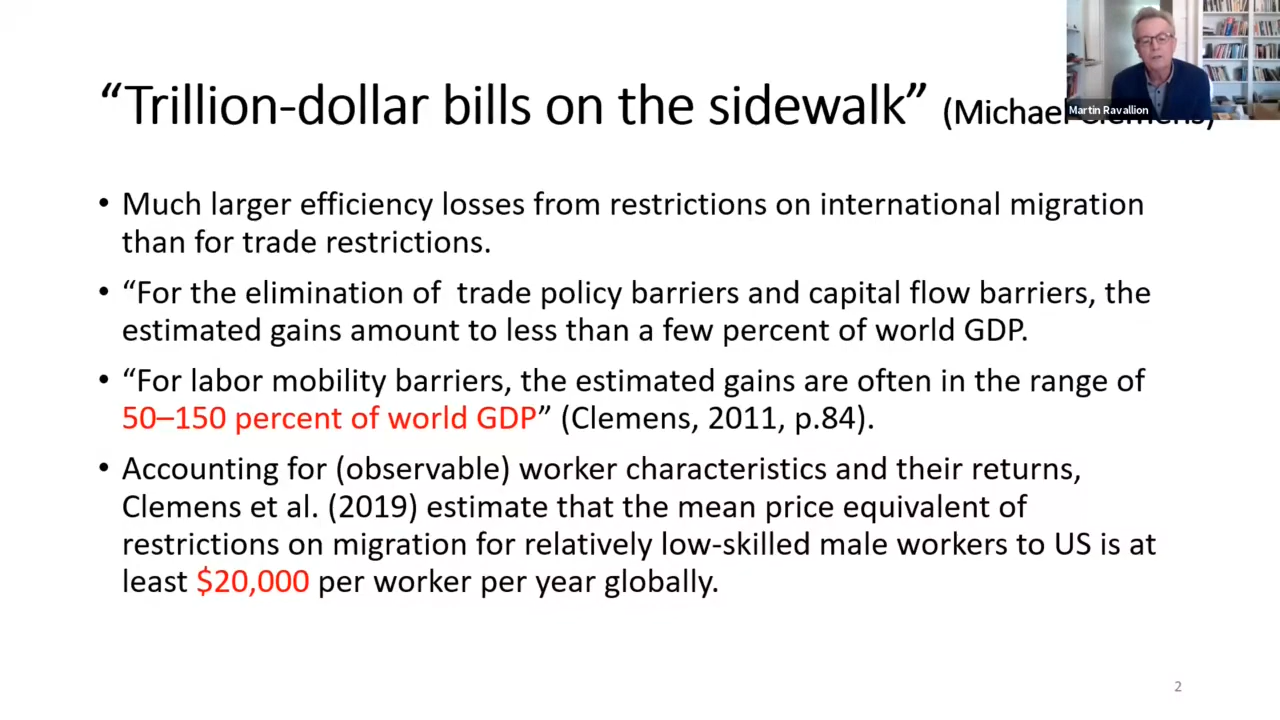 “Trillion-dollar bills on the sidewalk” (Michael Clemens)
Martin Ravallion
• Much larger efficiency losses from restrictions on international migration
than for trade restrictions.
• “For the elimination of  trade policy barriers and capital flow barriers, the
estimated gains amount to less than a few percent of world GDP.
• “For labor mobility barriers, the estimated gains are often in the range of
50–150 percent of world GDP” (Clemens, 2011, p.84).
• Accounting for (observable) worker characteristics and their returns,
Clemens et al. (2019) estimate that the mean price equivalent of
restrictions on migration for relatively low-skilled male workers to US is at
least $20,000 per worker per year globally.
2